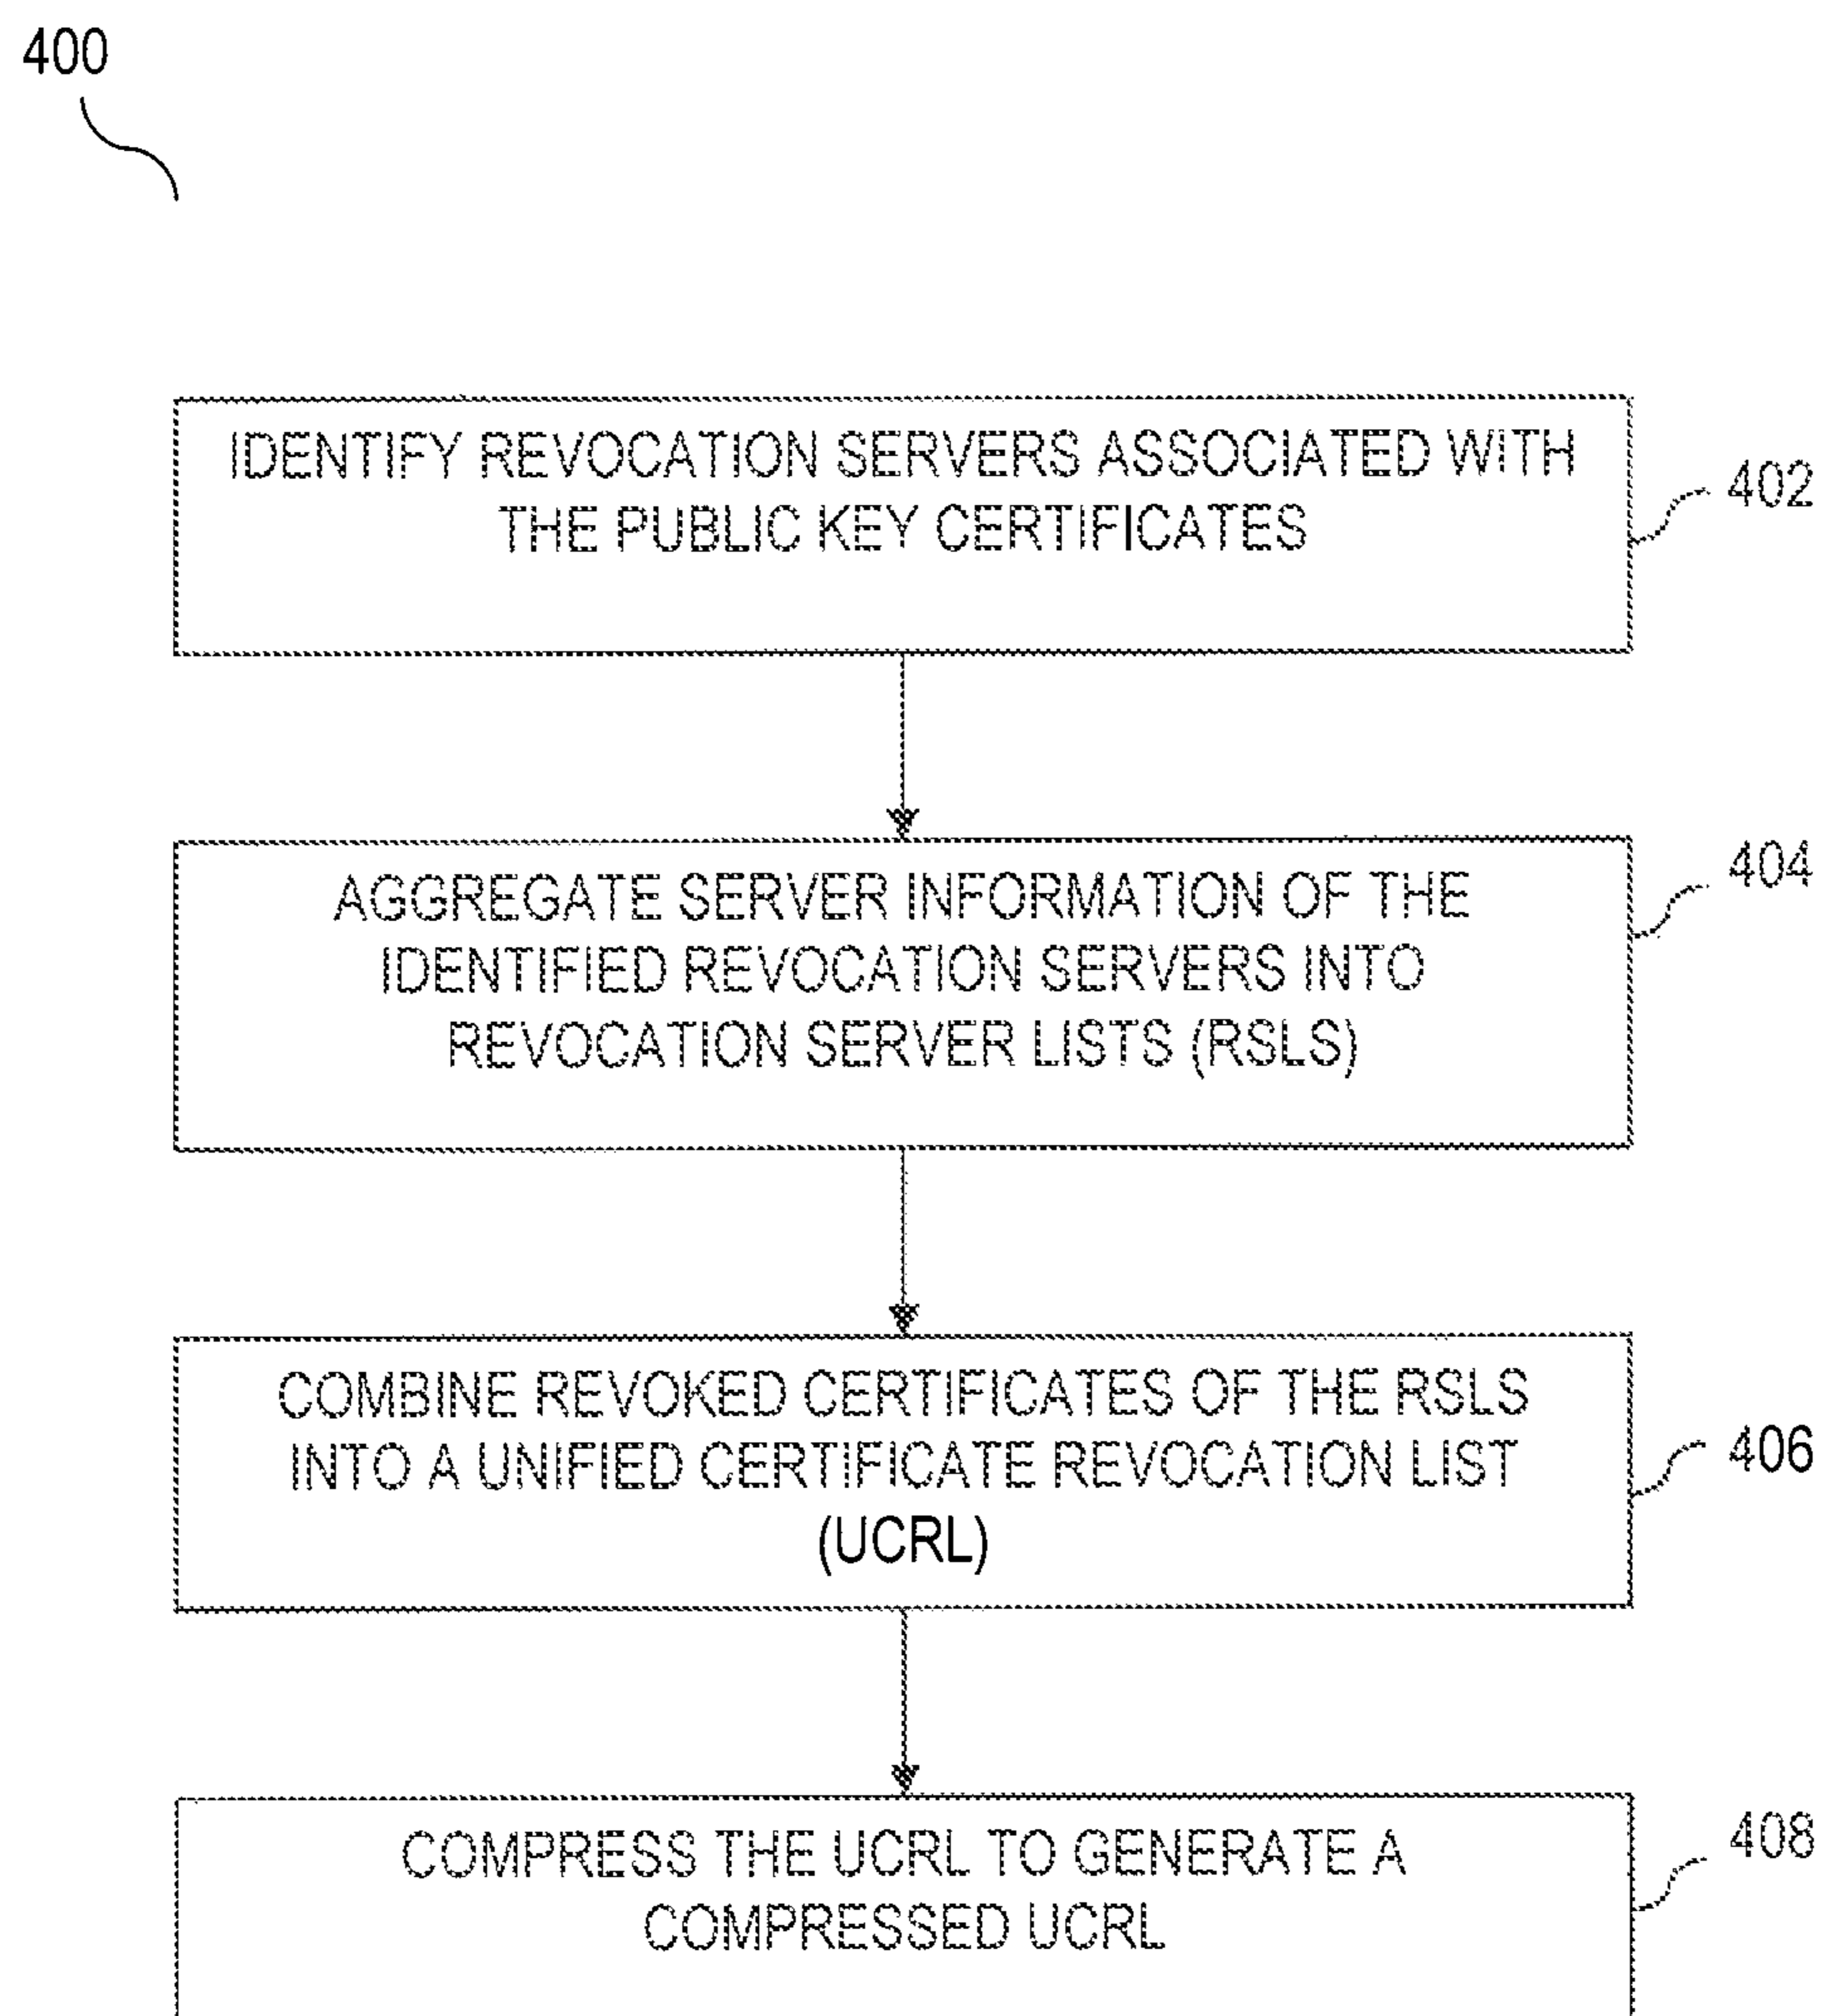 400
IDENTIFY REVOCATION SERVERS ASSOCIATED WITH
THE PUBLIC KEY CERTIFICATES
402
AGGREGATE SERVER INFORMATION OF THE
IDENTIFIED REVOCATION SERVERS INTO
REVOCATION SERVER LISTS (RSLS)
404
COMBINE REVOKED CERTIFICATES OF THE RSLS
INTO A UNIFIED CERTIFICATE REVOCATION LIST
(UCRL)
406
COMPRESS THE UCRL TO GENERATE A
COMPRESSED UCRL
408